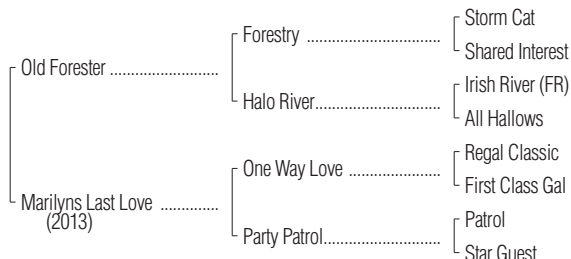 Storm Cat
Forestry
Shared Interest
Old Forester
Irish River (FR)
Halo River
All Hallows
Regal Classic
One Way Love
First Class Gal
Marilyns Last Love
(2013)
Patrol
Party Patrol
Star Guest